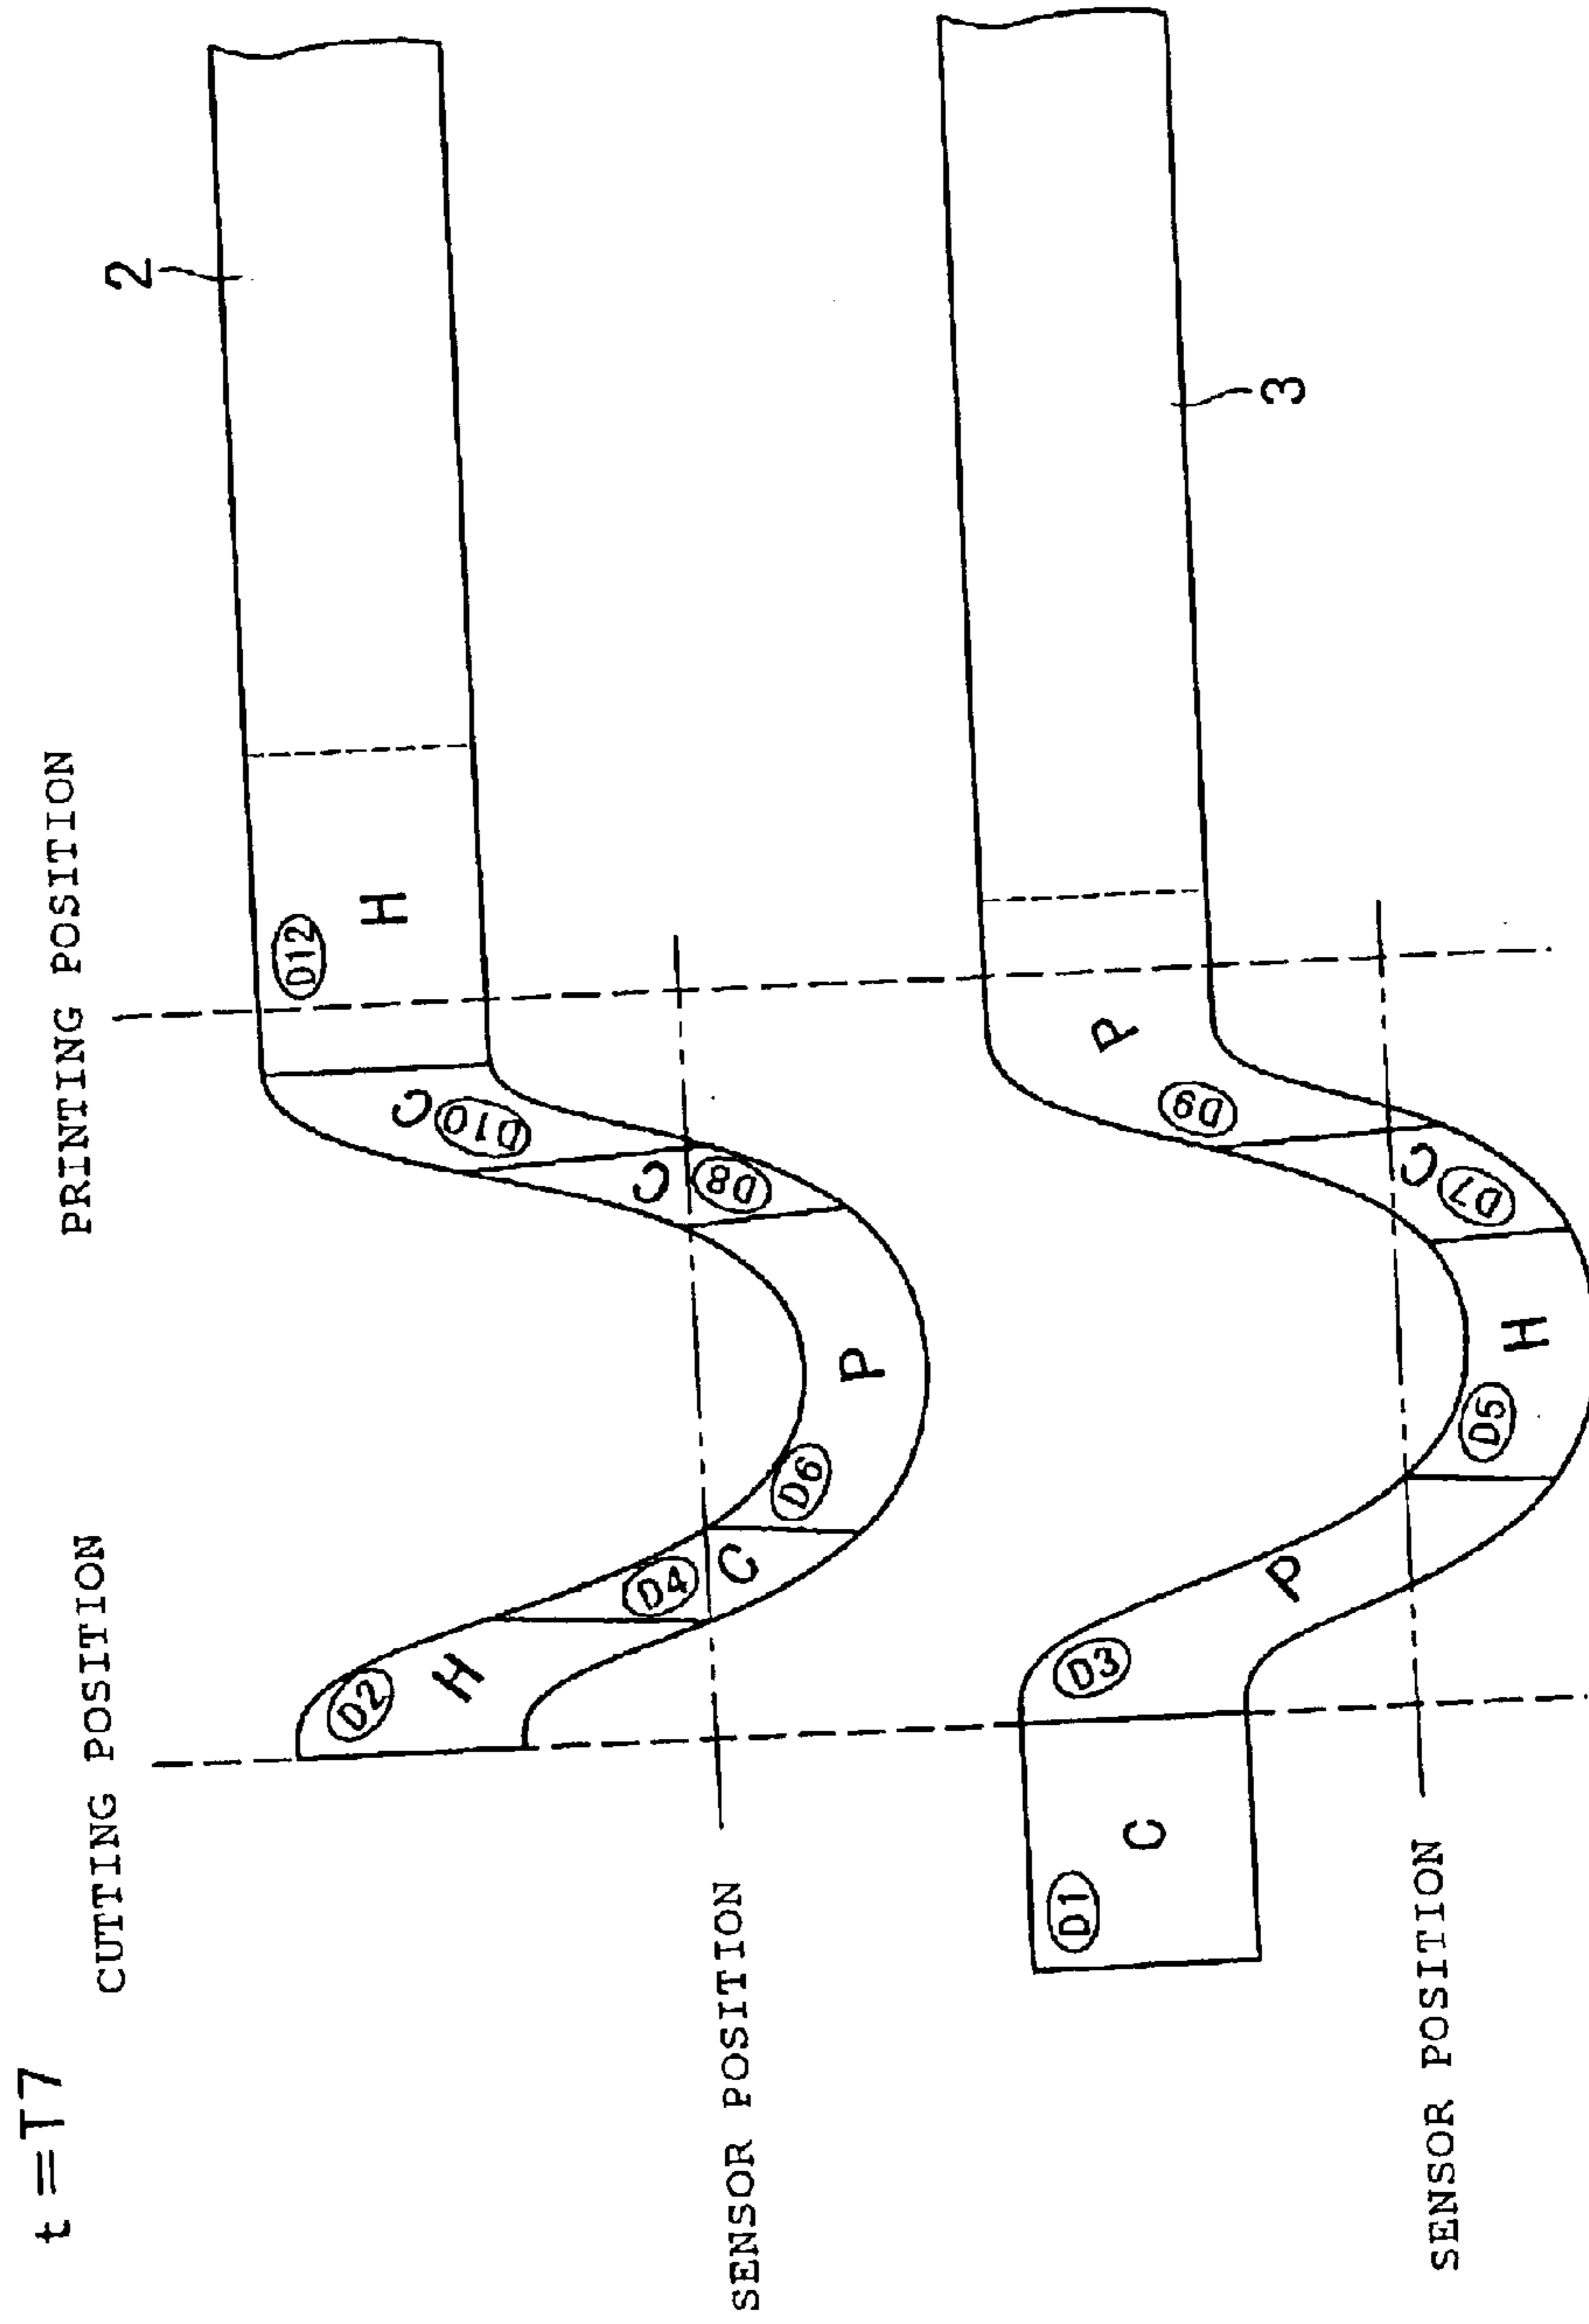 t=T7
CUTTING POSITION
PRINTING POSITION
2
D2
H
D4
C
D6
P
D8
C
D10
C
D12
H
SENSOR POSITION
D1
C
D3
P
D5
H
D7
C
D9
P
3
SENSOR POSITION